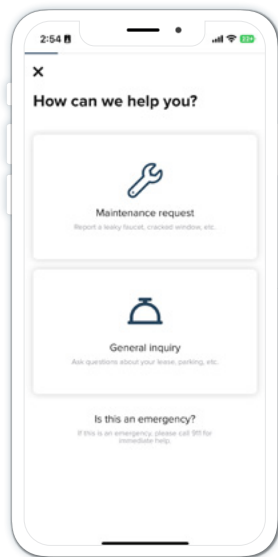 2:54
How can we help you?
Maintenance request
Report a leaky faucet, cracked window, etc.
General inquiry
Ask questions about your lease, parking, etc.
Is this an emergency?
If this is an emergency, please call 911 for
immediate help.